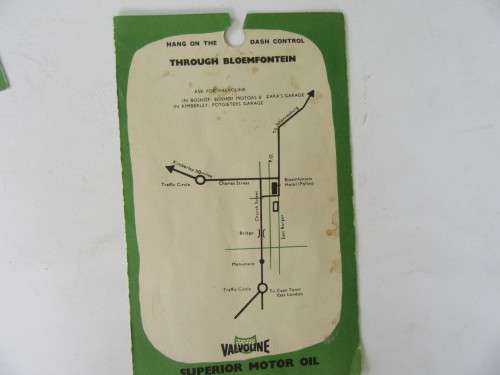 HANG ON THE DASH CONTROL
THROUGH BLOEMFONTEIN
ASK FOR VALVOLINE
IN BOSHOF: BOSHOF MOTORS & ZAKA'S GARAGE
IN KIMBERLEY, POTGIETERS GARAGE
To Johannesburg
Kimberley
Traffic Circle
Charles Street
Bloemfontein
Hotel
Church Street
East Burger
Bridge
Monument
Traffic Circle
To Cape Town
East London
VALVOLINE
SUPERIOR MOTOR OIL